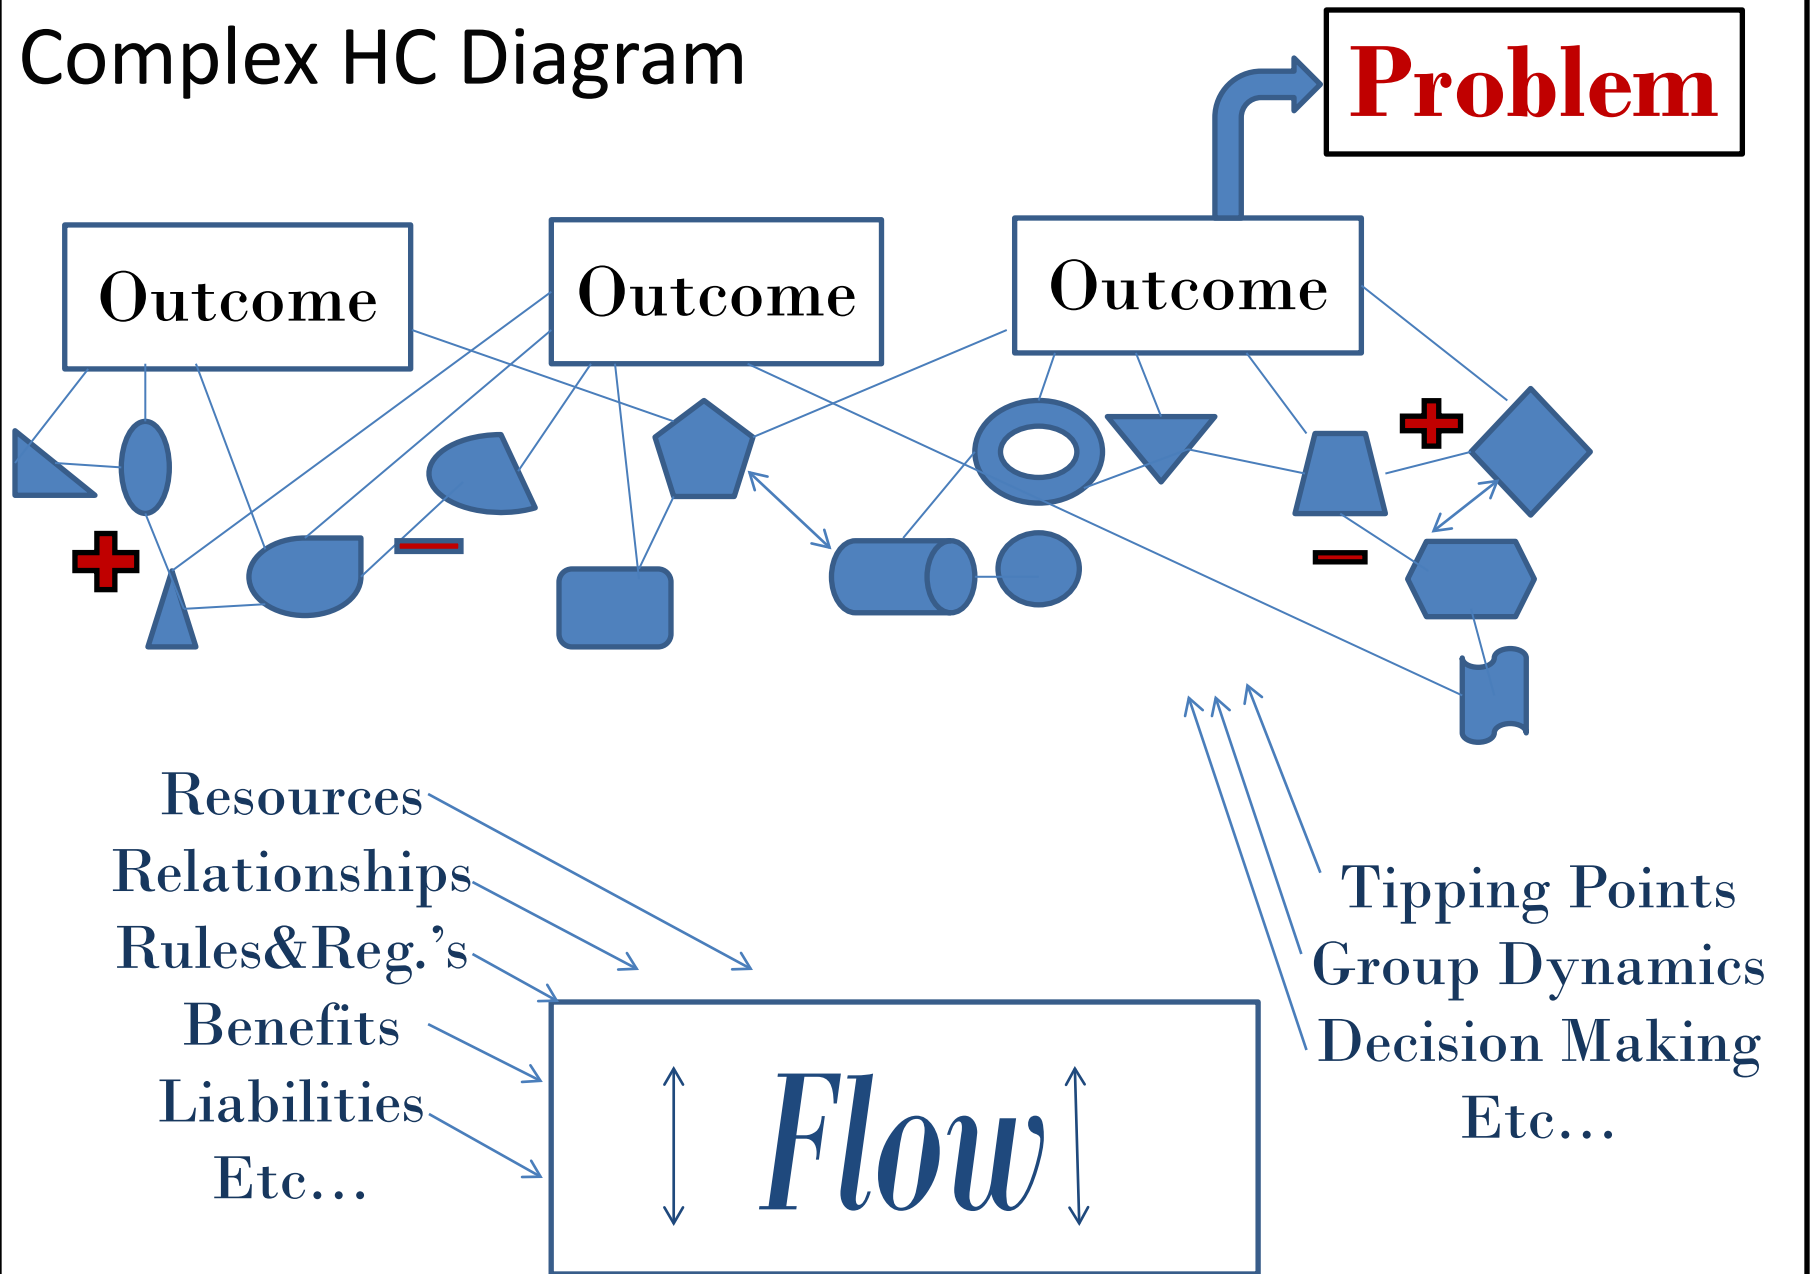 Complex HC Diagram
Problem
Outcome
Outcome
Outcome
Resources
Relationships
Rules&Reg.’s
Benefits
Liabilities
Etc…
Tipping Points
Group Dynamics
Decision Making
Etc…
Flow